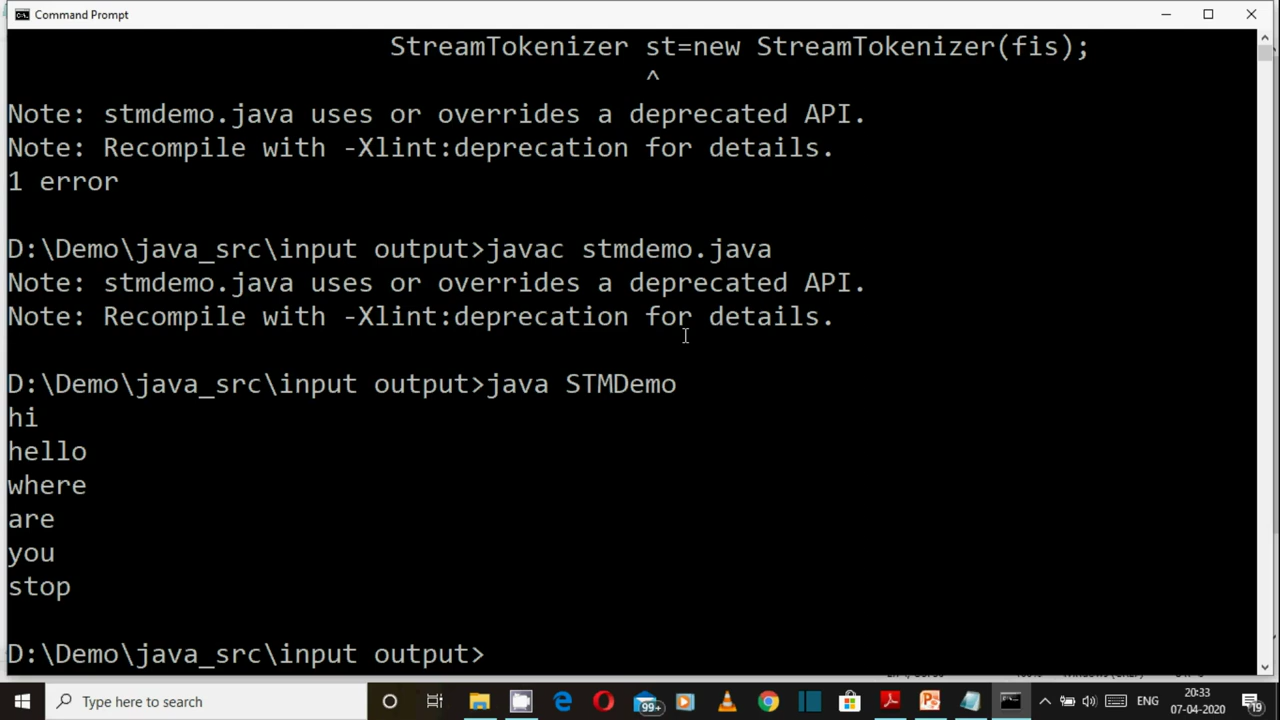 Command Prompt
StreamTokenizer st=new StreamTokenizer(fis);
^
Note: stmdemo.java uses or overrides a deprecated API.
Note: Recompile with -Xlint:deprecation for details.
1 error
D:\Demo\java_src\input output>javac stmdemo.java
Note: stmdemo.java uses or overrides a deprecated API.
Note: Recompile with -Xlint:deprecation for details.
D:\Demo\java_src\input output>java STMDemo
hi
hello
where
are
you
stop
D:\Demo\java_src\input output>
Type here to search
99+
ENG
20:33
07-04-2020
19